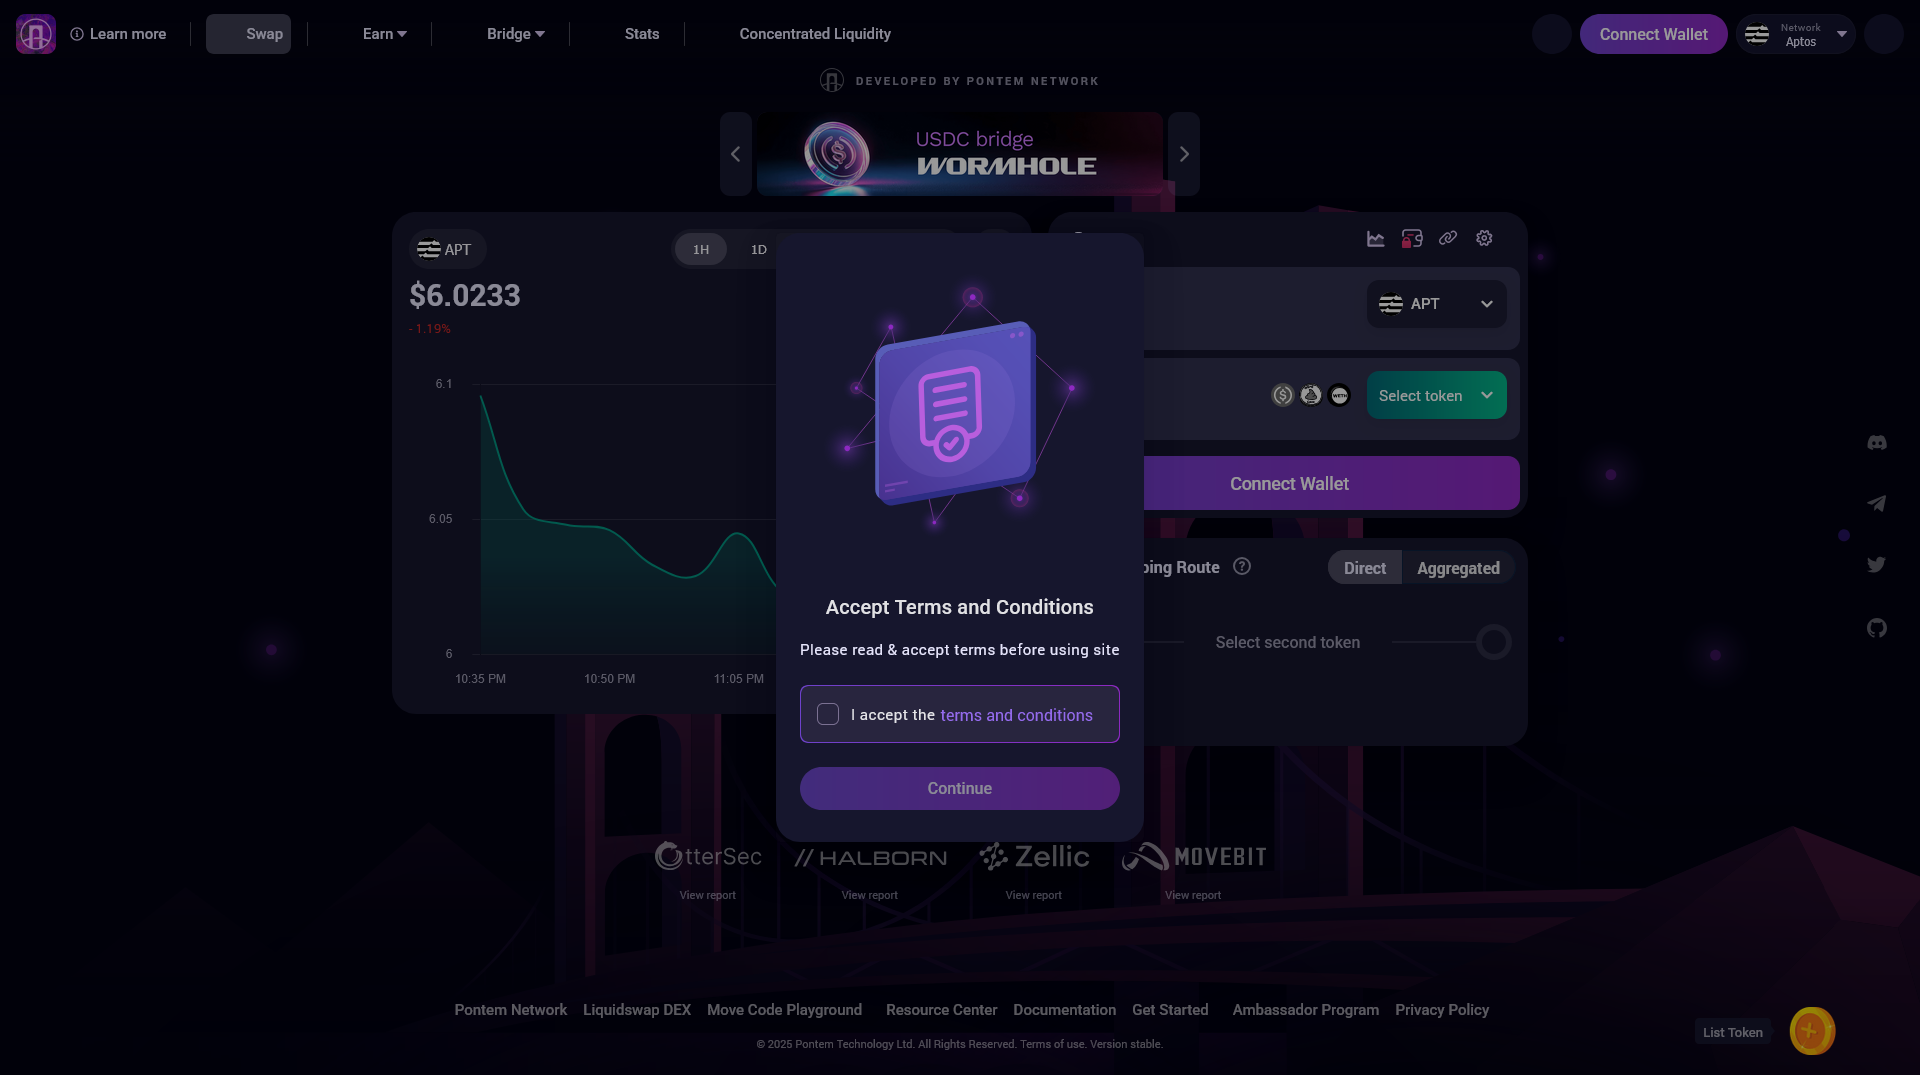 Learn more
Swap
Earn
Bridge
Stats
Concentrated Liquidity
Connect Wallet
Network
Aptos
DEVELOPED BY PONTEM NETWORK
USDC bridge
WORMHOLE
APT
1H
1D
$6.0233
- 1.19%
6.1
6.05
6
10:35 PM
10:50 PM
11:05 PM
APT
Select token
Connect Wallet
Route
Direct
Aggregated
Select second token
Accept Terms and Conditions
Please read & accept terms before using site
I accept the terms and conditions
Continue
OtterSec
HALBORN
Zellic
MOVEBIT
View report
View report
View report
View report
Pontem Network
Liquidswap DEX
Move Code Playground
Resource Center
Documentation
Get Started
Ambassador Program
Privacy Policy
© 2025 Pontem Technology Ltd. All Rights Reserved. Terms of use. Version stable.
List Token